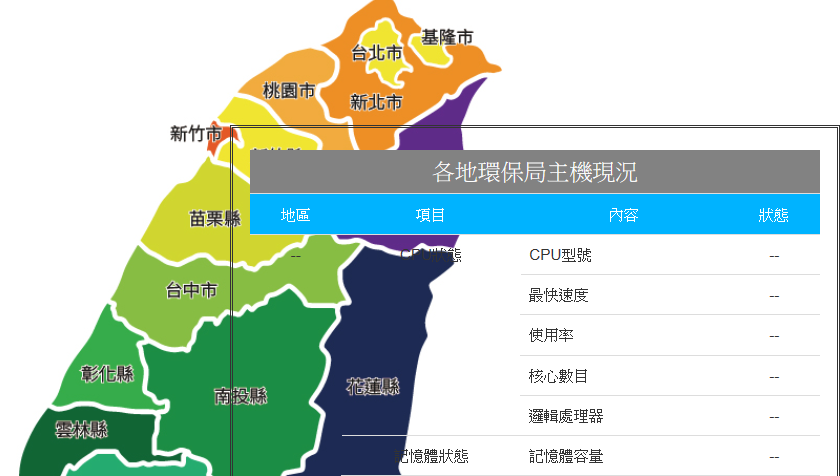 基隆市
台北市
桃園市
新北市
新竹市
各地環保局主機現況
地區 項目 內容 狀態
苗栗縣
-- CPU狀態 CPU型號 --
台中市
最快速度 --
使用率 --
彰化縣
核心數目 --
南投縣
花蓮縣
邏輯處理器 --
雲林縣
記憶體狀態 記憶體容量 --